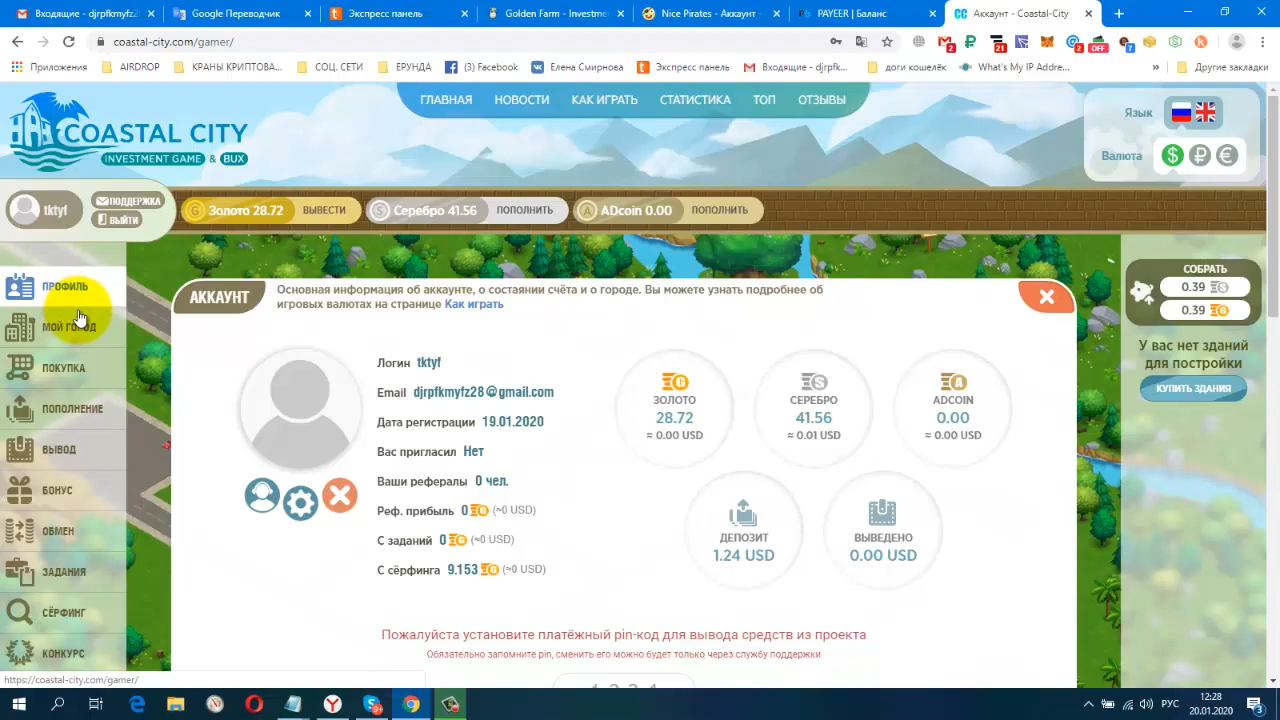 Входящие - djrpfkmyfz2
Google Переводчик
Экспресс панель
Golden Farm - Investme
Nice Pirates - Аккаунт -
PAYEER | Баланс
Аккаунт - Coastal-City
coastal-city.com/gamer/
Приложения
AIRDROP
КРАНЫ КРИПТОВА...
СОЦ. СЕТИ
ЕРУНДА
(3) Facebook
Елена Смирнова
Экспресс панель
Входящие - djrpfk...
доги кошелёк
What's My IP Addre...
»
Другие закладки
COASTAL CITY
INVESTMENT GAME & BUX
ГЛАВНАЯ
НОВОСТИ
КАК ИГРАТЬ
СТАТИСТИКА
ТОП
ОТЗЫВЫ
Язык
Валюта
$ ₽ €
tktyf
ПОДДЕРЖКА
ВЫЙТИ
Золото 28.72
ВЫВЕСТИ
Серебро 41.56
ПОПОЛНИТЬ
ADcoin 0.00
ПОПОЛНИТЬ
ПРОФИЛЬ
МОЙ ГОРОД
ПОКУПКА
ПОПОЛНЕНИЕ
ВЫВОД
БОНУС
ОБМЕН
ЗАДАНИЯ
СЁРФИНГ
КОНКУРС
АККАУНТ
Основная информация об аккаунте, о состоянии счёта и о городе. Вы можете узнать подробнее об
игровых валютах на странице Как играть
Логин tktyf
Email djrpfkmyfz28@gmail.com
Дата регистрации 19.01.2020
Вас пригласил Нет
Ваши рефералы 0 чел.
Реф. прибыль 0 G (≈0 USD)
С заданий 0 G (≈0 USD)
С сёрфинга 9.153 G (≈0 USD)
ЗОЛОТО
28.72
≈ 0.00 USD
СЕРЕБРО
41.56
≈ 0.01 USD
ADCOIN
0.00
≈ 0.00 USD
ДЕПОЗИТ
1.24 USD
ВЫВЕДЕНО
0.00 USD
Пожалуйста установите платёжный pin-код для вывода средств из проекта
Обязательно запомните pin, сменить его можно будет только через службу поддержки
1 2 3 4
СОБРАТЬ
0.39 S
0.39 G
У вас нет зданий
для постройки
КУПИТЬ ЗДАНИЯ
https://coastal-city.com/gamer/
РУС
12:28
20.01.2020